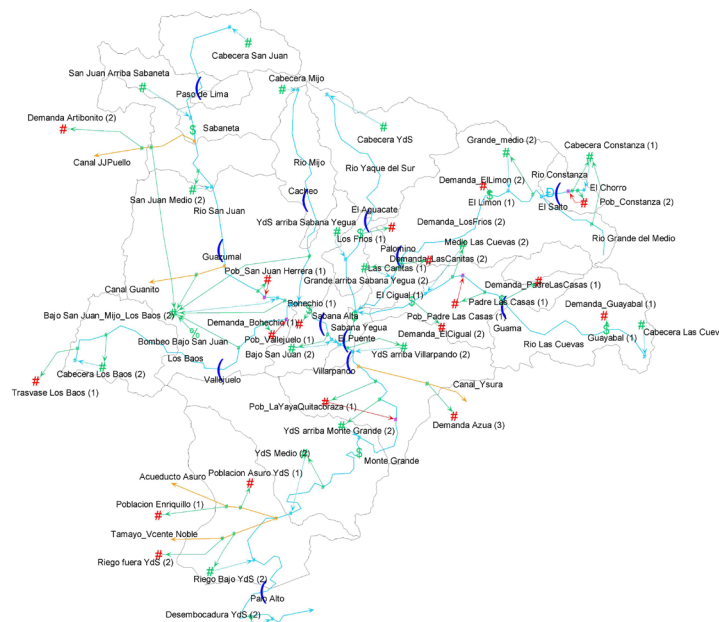 Cabecera San Juan
San Juan Arriba Sabaneta
Cabecera Mijo
Paso de Lima
Demanda Artibonito (2)
Sabaneta
Cabecera YdS
Canal JJPuello
Grande_medio (2)
Cabecera Constanza (1)
Rio Mijo
Rio Yaque del Sur
Rio Constanza
Demanda_ElLimon (2)
El Chorro
San Juan Medio (2)
Cacheo
El Limon (1)
El Salto
Pob_Constanza (2)
Rio San Juan
El Aguacate
YdS arriba Sabana Yegua
Demanda_LosFrios (2)
Los Frios (1)
Rio Grande del Medio
Guazumal
Palomino
Medio Las Cuevas (2)
Demanda_LasCanitas (2)
Las Canitas (1)
Pob_San Juan Herrera (1)
Grande arriba Sabana Yegua (2)
Demanda_PadreLasCasas (1)
Canal Guanito
El Cigual (1)
Padre Las Casas (1)
Bonechio (1)
Demanda_Guayabal (1)
Bajo San Juan_Mijo_Los Baos (2)
Sabana Alta
Pob_Padre Las Casas (1)
Guama
Demanda_Bonechio (1)
Sabana Yegua
Demanda_ElCigual (2)
Cabecera Las Cuev
Bombeo Bajo San Juan
Pob_Vallejuelo (1)
El Puente
Rio Las Cuevas
Guayabal (1)
Los Baos
Bajo San Juan (2)
YdS arriba Villarpando (2)
Cabecera Los Baos (2)
Vallejuelo
Villarpando
Trasvase Los Baos (1)
Canal_Ysura
Pob_LaYayaQuitacoraza (1)
Demanda Azua (3)
YdS arriba Monte Grande (2)
YdS Medio (2)
Monte Grande
Acueducto Asuro
Poblacion Asuro YdS (1)
Poblacion Enriquillo (1)
Tamayo_Vcente Noble
Riego fuera YdS (2)
Riego Bajo YdS (2)
Palo Alto
Desembocadura YdS (2)